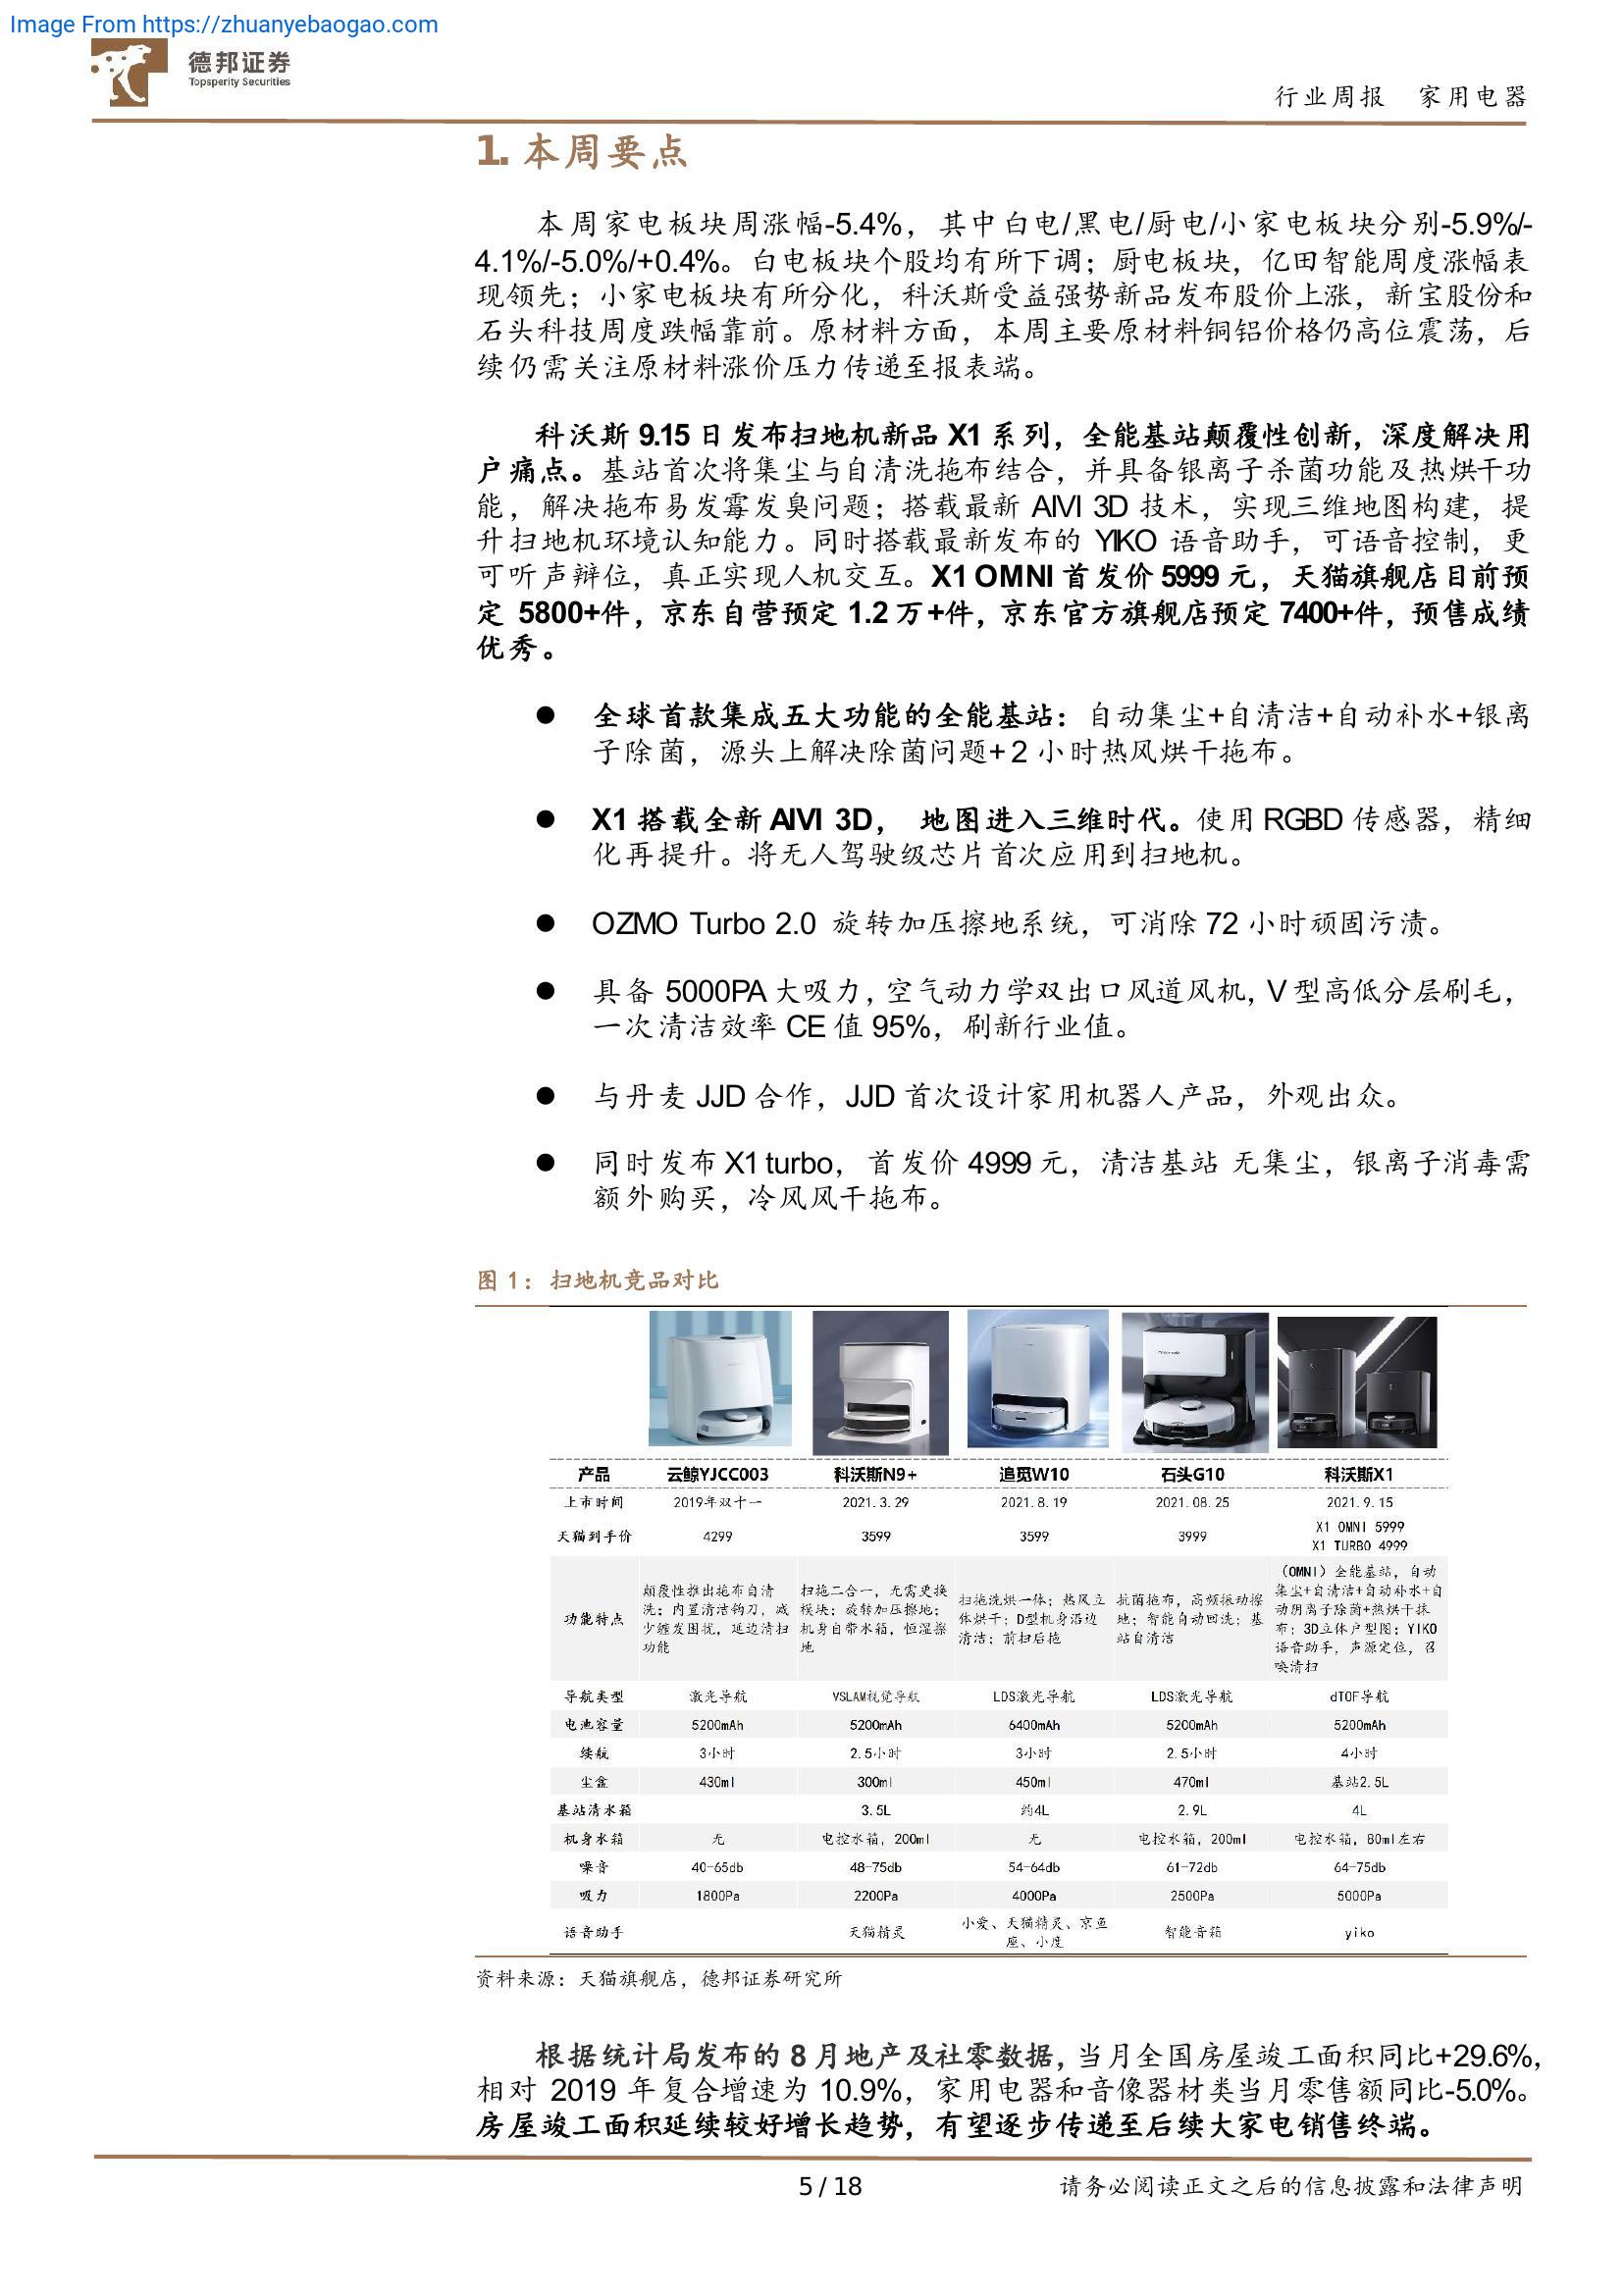 Image From https://zhuanyebaogao.com
德邦证券
Topsperity Securities
行业周报 家用电器
1. 本周要点
本周家电板块周涨幅-5.4%，其中白电/黑电/厨电/小家电板块分别-5.9%/-
4.1%/-5.0%/+0.4%。白电板块个股均有所下调；厨电板块，亿田智能周度涨幅表
现领先；小家电板块有所分化，科沃斯受益强势新品发布股价上涨，新宝股份和
石头科技周度跌幅靠前。原材料方面，本周主要原材料铜铝价格仍高位震荡，后
续仍需关注原材料涨价压力传递至报表端。
科沃斯 9.15 日发布扫地机新品 X1 系列，全能基站颠覆性创新，深度解决用
户痛点。基站首次将集尘与自清洗拖布结合，并具备银离子杀菌功能及热烘干功
能，解决拖布易发霉发臭问题；搭载最新 AIVI 3D 技术，实现三维地图构建，提
升扫地机环境认知能力。同时搭载最新发布的 YIKO 语音助手，可语音控制，更
可听声辩位，真正实现人机交互。X1 OMNI 首发价 5999 元，天猫旗舰店目前预
定 5800+件，京东自营预定 1.2 万+件，京东官方旗舰店预定 7400+件，预售成绩
优秀。
● 全球首款集成五大功能的全能基站：自动集尘+自清洁+自动补水+银离
子除菌，源头上解决除菌问题+2 小时热风烘干拖布。
● X1 搭载全新 AIVI 3D， 地图进入三维时代。使用 RGBD 传感器，精细
化再提升。将无人驾驶级芯片首次应用到扫地机。
● OZMO Turbo 2.0 旋转加压擦地系统，可消除 72 小时顽固污渍。
● 具备 5000PA 大吸力，空气动力学双出口风道风机，V 型高低分层刷毛，
一次清洁效率 CE 值 95%，刷新行业值。
● 与丹麦 JJD 合作，JJD 首次设计家用机器人产品，外观出众。
● 同时发布 X1 turbo，首发价 4999 元，清洁基站 无集尘，银离子消毒需
额外购买，冷风风干拖布。
图 1：扫地机竞品对比
产品 云鲸YJCC003 科沃斯N9+ 追觅W10 石头G10 科沃斯X1
上市时间 2019年双十一 2021.3.29 2021.8.19 2021.08.25 2021.9.15
天猫到手价 4299 3599 3599 3999 X1 OMNI 5999
X1 TURBO 4999
功能特点
颠覆性推出拖布自清
洗；内置清洁钩刀，减
少缠发困扰，延边清扫
功能
扫拖二合一，无需更换
模块；旋转加压擦地；
机身自带水箱，恒湿擦
地
扫拖洗烘一体；热风立
体烘干；D型机身沿边
清洁；前扫后拖
抗菌拖布，高频振动擦
地；智能自动回洗；基
站自清洁
（OMNI）全能基站，自动
集尘+自清洁+自动补水+自
动阴离子除菌+热烘干抹
布；3D立体户型图；YIKO
语音助手，声源定位，召
唤清扫
导航类型 激光导航 VSLAM视觉导航 LDS激光导航 LDS激光导航 dTOF导航
电池容量 5200mAh 5200mAh 6400mAh 5200mAh 5200mAh
续航 3小时 2.5小时 3小时 2.5小时 4小时
尘盒 430ml 300ml 450ml 470ml 基站2.5L
基站清水箱 3.5L 约4L 2.9L 4L
机身水箱 无 电控水箱，200ml 无 电控水箱，200ml 电控水箱，80ml左右
噪音 40-65db 48-75db 54-64db 61-72db 64-75db
吸力 1800Pa 2200Pa 4000Pa 2500Pa 5000Pa
语音助手 天猫精灵 小爱、天猫精灵、京鱼
座、小度 智能音箱 yiko
资料来源：天猫旗舰店，德邦证券研究所
根据统计局发布的 8 月地产及社零数据，当月全国房屋竣工面积同比+29.6%，
相对 2019 年复合增速为 10.9%，家用电器和音像器材类当月零售额同比-5.0%。
房屋竣工面积延续较好增长趋势，有望逐步传递至后续大家电销售终端。
5 / 18
请务必阅读正文之后的信息披露和法律声明